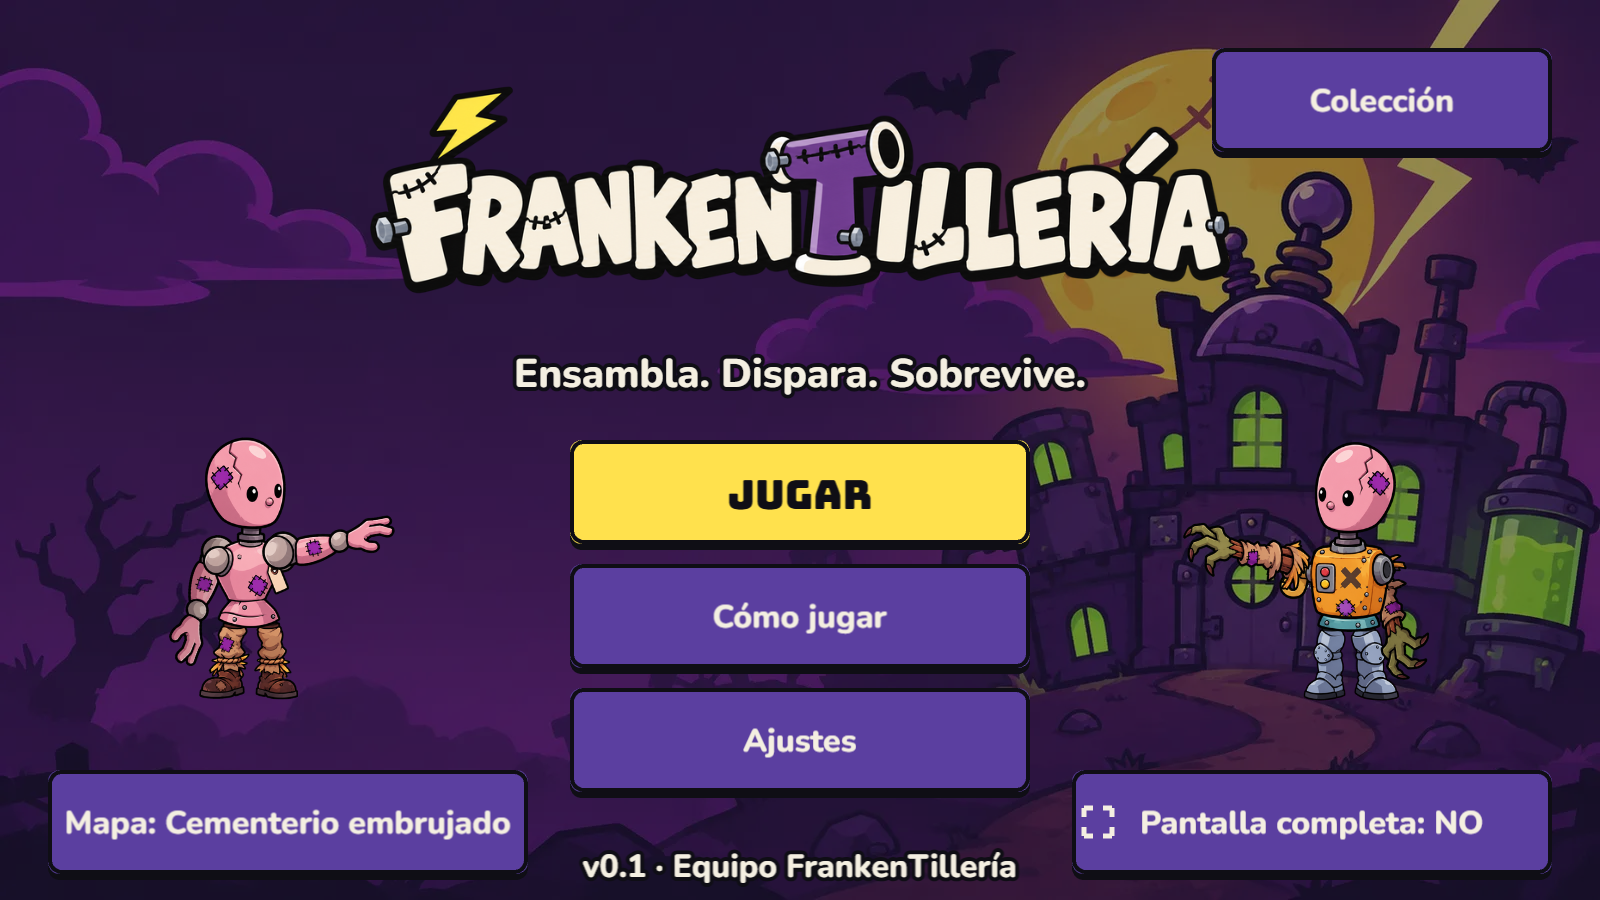 Colección
FRANKENTILLERÍA
Ensambla. Dispara. Sobrevive.
JUGAR
Cómo jugar
Ajustes
Mapa: Cementerio embrujado
Pantalla completa: NO
v0.1 · Equipo FrankenTillería